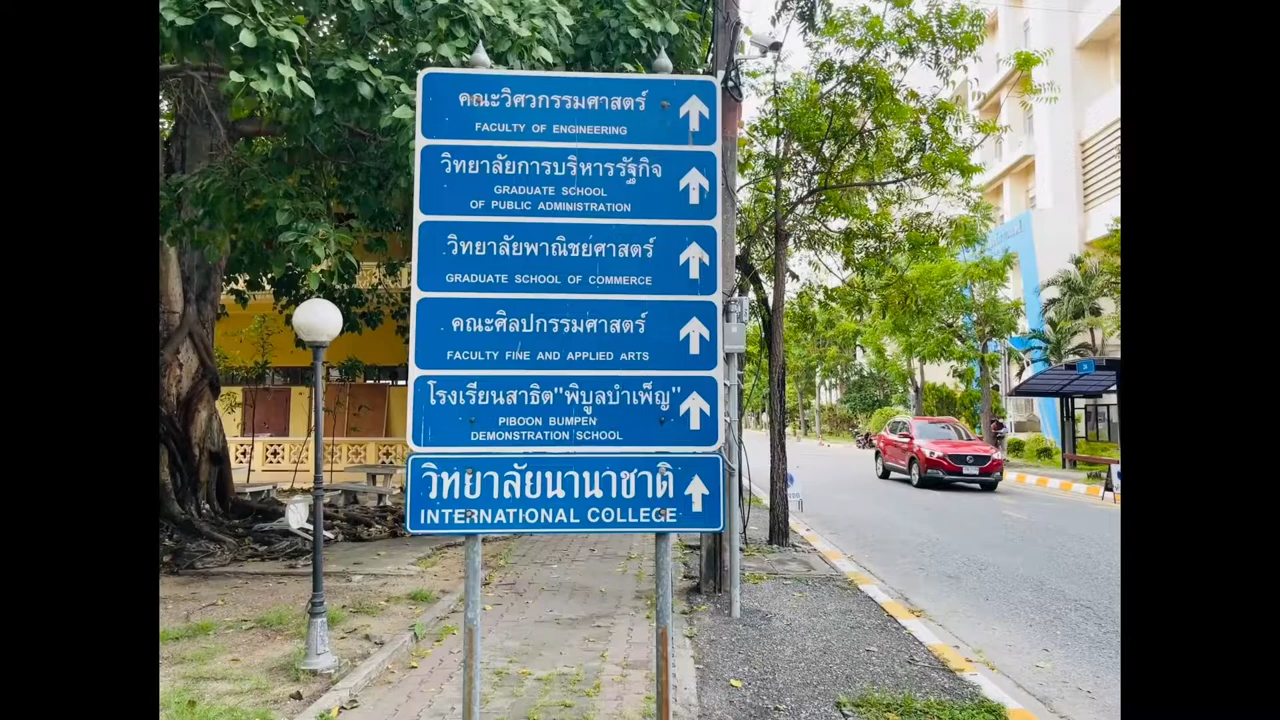 คณะวิศวกรรมศาสตร์
FACULTY OF ENGINEERING
วิทยาลัยการบริหารรัฐกิจ
GRADUATE SCHOOL
OF PUBLIC ADMINISTRATION
วิทยาลัยพาณิชยศาสตร์
GRADUATE SCHOOL OF COMMERCE
คณะศิลปกรรมศาสตร์
FACULTY FINE AND APPLIED ARTS
โรงเรียนสาธิต"พิบูลบำเพ็ญ"
PIBOON BUMPEN
DEMONSTRATION SCHOOL
วิทยาลัยนานาชาติ
INTERNATIONAL COLLEGE